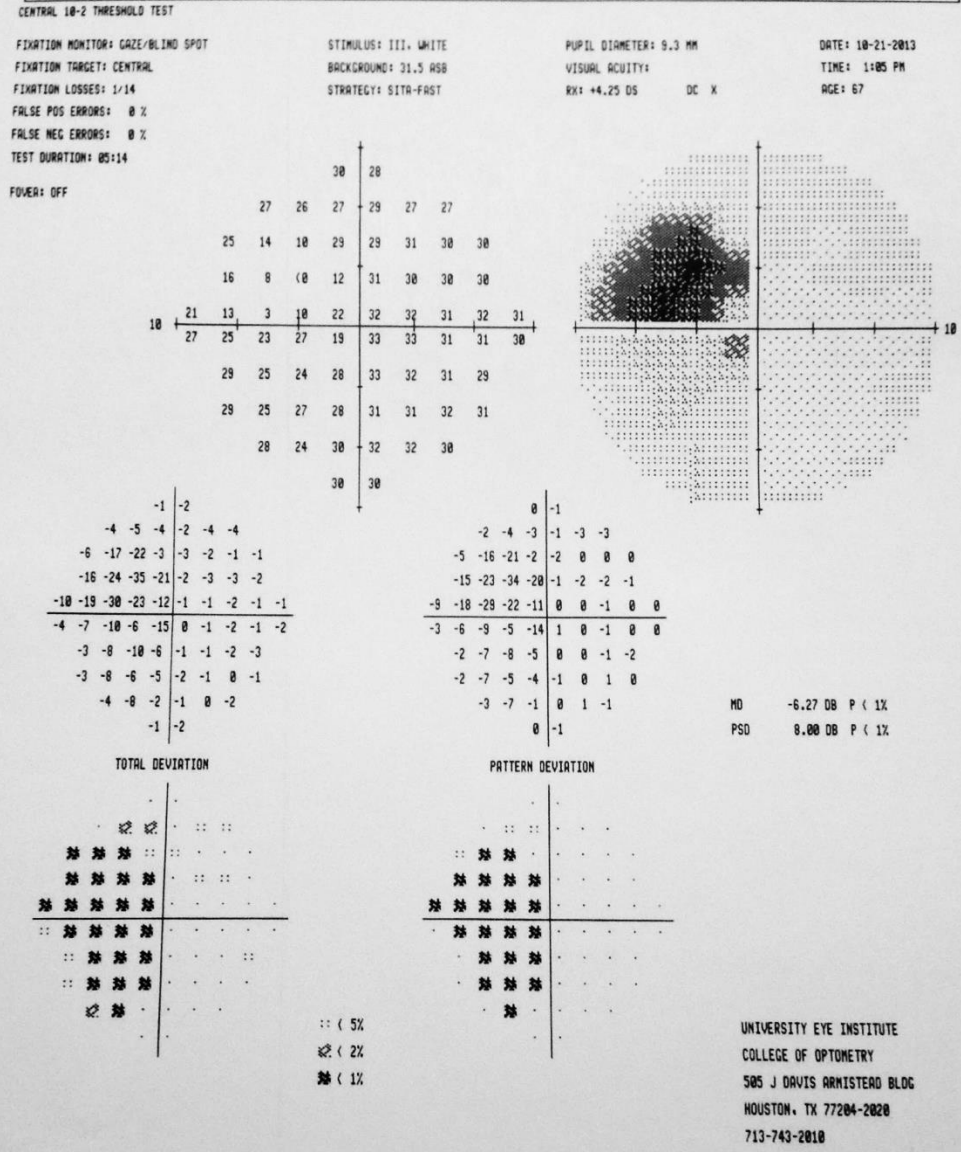 CENTRAL 10-2 THRESHOLD TEST
FIXATION MONITOR: GAZE/BLIND SPOT
FIXATION TARGET: CENTRAL
FIXATION LOSSES: 1/14
FALSE POS ERRORS: 0 %
FALSE NEG ERRORS: 0 %
TEST DURATION: 05:14
FOVEA: OFF
STIMULUS: III, WHITE
BACKGROUND: 31.5 ASB
STRATEGY: SITA-FAST
PUPIL DIAMETER: 9.3 MM
VISUAL ACUITY:
RX: +4.25 DS DC X
DATE: 10-21-2013
TIME: 1:05 PM
AGE: 67
30 28
27 26 27 29 27 27
25 14 10 29 29 31 30 30
16 8 <0 12 31 30 30 30
21 13 3 10 22 32 32 31 32 31
10
27 25 23 27 19 33 33 31 31 30
29 25 24 28 33 32 31 29
29 25 27 28 31 31 32 31
28 24 30 32 32 30
30 30
10
-1 -2
-4 -5 -4 -2 -4 -4
-6 -17 -22 -3 -3 -2 -1 -1
-16 -24 -35 -21 -2 -3 -3 -2
-10 -19 -30 -23 -12 -1 -1 -2 -1 -1
-4 -7 -10 -6 -15 0 -1 -2 -1 -2
-3 -8 -10 -6 -1 -1 -2 -3
-3 -8 -6 -5 -2 -1 0 -1
-4 -8 -2 -1 0 -2
-1 -2
TOTAL DEVIATION
0 -1
-2 -4 -3 -1 -3 -3
-5 -16 -21 -2 -2 0 0 0
-15 -23 -34 -20 -1 -2 -2 -1
-9 -18 -29 -22 -11 0 0 -1 0 0
-3 -6 -9 -5 -14 1 0 -1 0 0
-2 -7 -8 -5 0 0 -1 -2
-2 -7 -5 -4 -1 0 1 0
-3 -7 -1 0 1 -1
0 -1
PATTERN DEVIATION
MD -6.27 DB P < 1%
PSD 8.00 DB P < 1%
< 5%
< 2%
< 1%
UNIVERSITY EYE INSTITUTE
COLLEGE OF OPTOMETRY
505 J DAVIS ARMISTEAD BLDG
HOUSTON, TX 77204-2020
713-743-2010